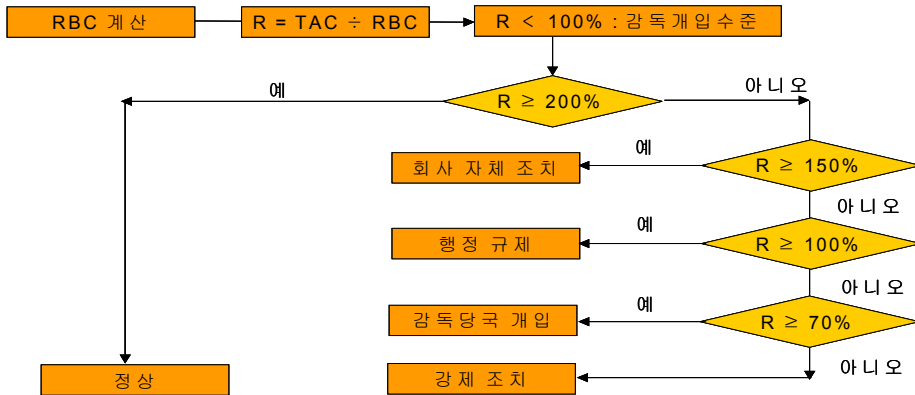 RBC 계산
R = TAC ÷ RBC
R < 100% : 감독개입수준
예
R ≥ 200%
아니오
예
회사 자체 조치
R ≥ 150%
아니오
예
행정 규제
R ≥ 100%
아니오
예
감독당국 개입
R ≥ 70%
아니오
정상
강제 조치